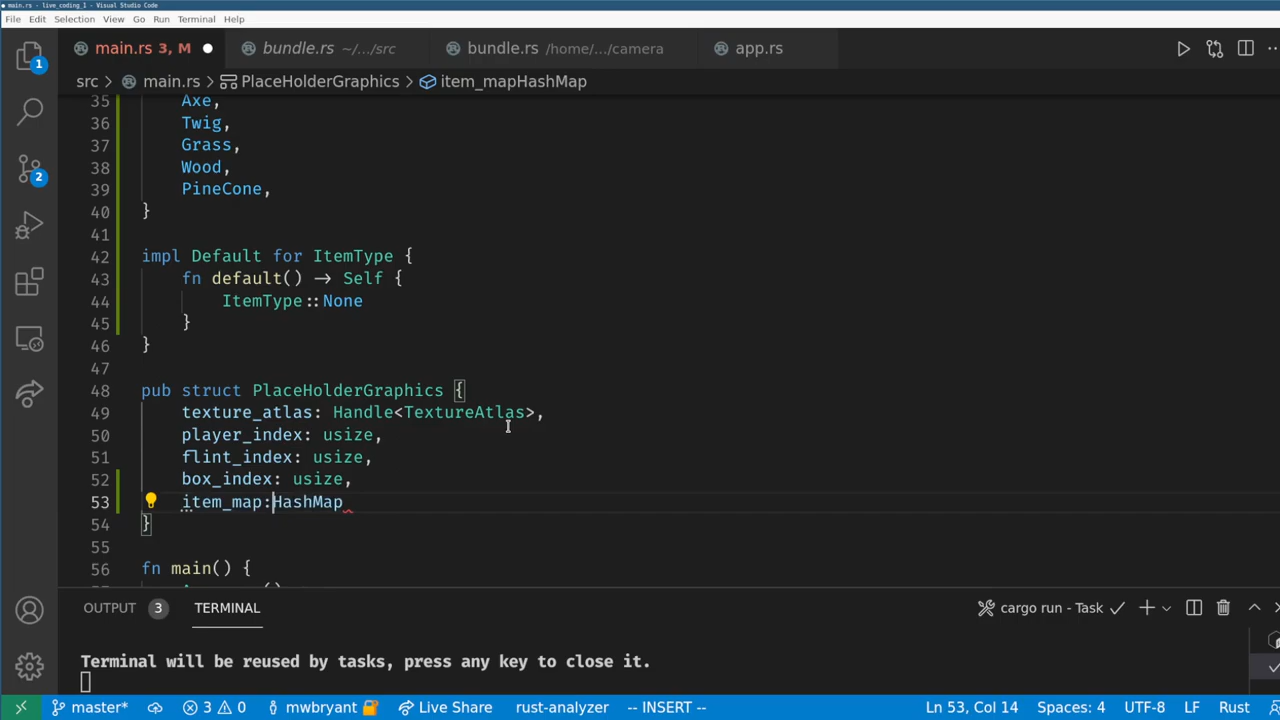 main.rs - live_coding_1 - Visual Studio Code
File Edit Selection View Go Run Terminal Help
main.rs 3, M bundle.rs ~/.../src bundle.rs /home/.../camera app.rs
src > main.rs > PlaceHolderGraphics > item_mapHashMap
1
2
35 Axe,
36 Twig,
37 Grass,
38 Wood,
39 PineCone,
40 }
41
42 impl Default for ItemType {
43 fn default() → Self {
44 ItemType::None
45 }
46 }
47
48 pub struct PlaceHolderGraphics {
49 texture_atlas: Handle<TextureAtlas>,
50 player_index: usize,
51 flint_index: usize,
52 box_index: usize,
53 item_map:HashMap
54 }
55
56 fn main() {
OUTPUT 3 TERMINAL cargo run - Task
Terminal will be reused by tasks, press any key to close it.
master* 3 0 mwbryant Live Share rust-analyzer -- INSERT -- Ln 53, Col 14 Spaces: 4 UTF-8 LF Rust